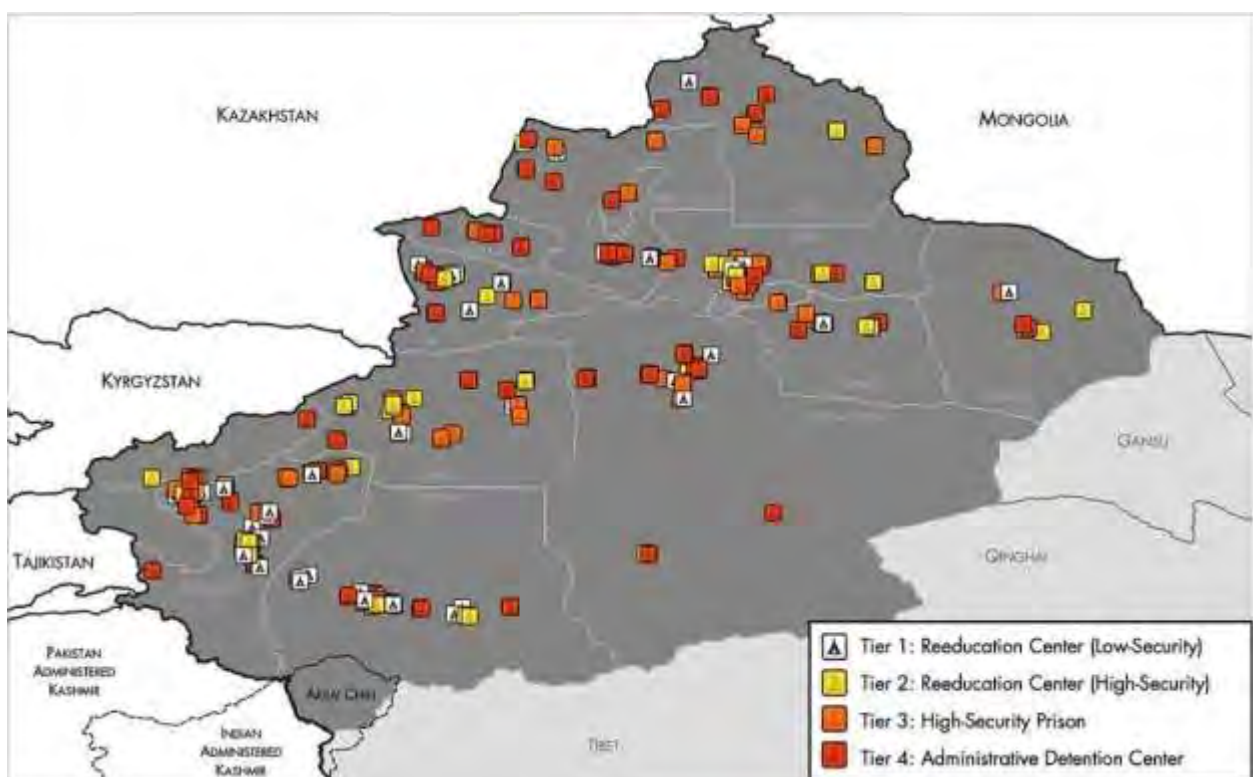 KAZAKHSTAN
MONGOLIA
KYRGYZSTAN
GANSU
TAJIKISTAN
QINGHAI
PAKISTAN
ADMINISTERED
KASHMIR
AKSAI CHIN
INDIAN
ADMINISTERED
KASHMIR
TIBET
Tier 1: Reeducation Center (Low-Security)
Tier 2: Reeducation Center (High-Security)
Tier 3: High-Security Prison
Tier 4: Administrative Detention Center